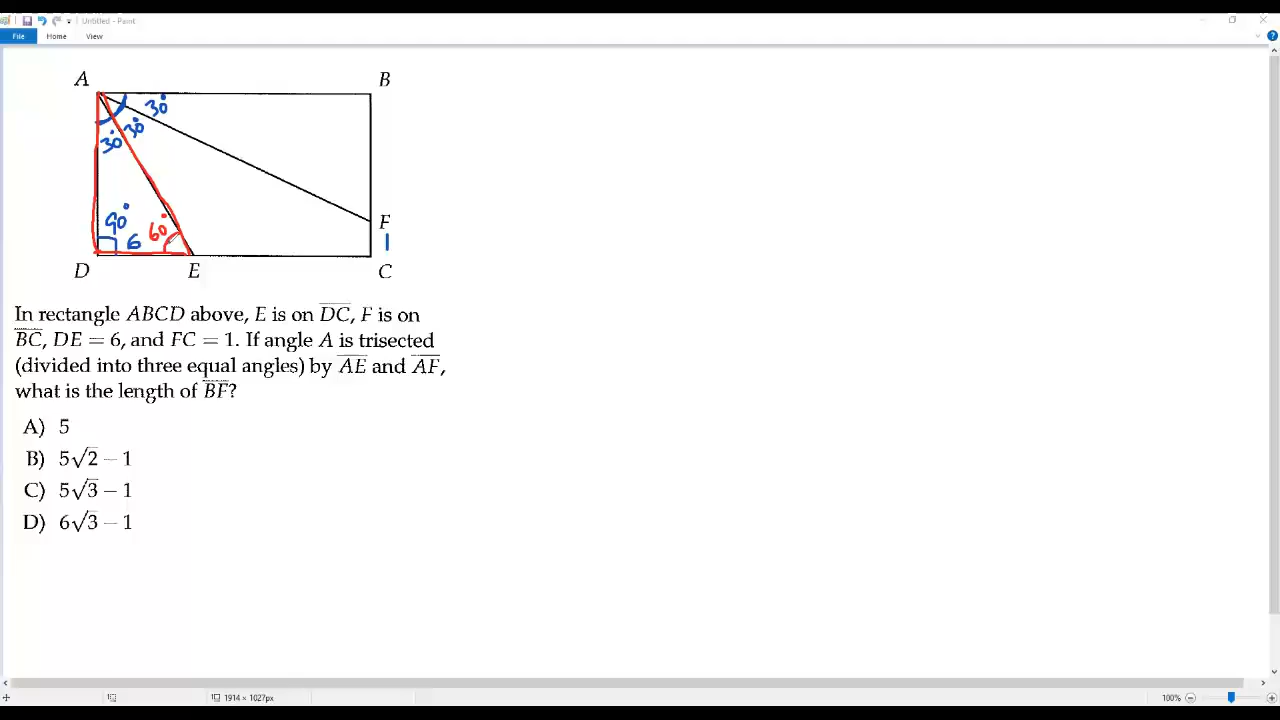 Untitled - Paint
File Home View
A B
30°
30°
30°
90°
60°
6
F
1
D E C
In rectangle ABCD above, E is on DC, F is on
BC, DE = 6, and FC = 1. If angle A is trisected
(divided into three equal angles) by AE and AF,
what is the length of BF?
A) 5
B) 5√2 − 1
C) 5√3 − 1
D) 6√3 − 1
1914 × 1027px 100%